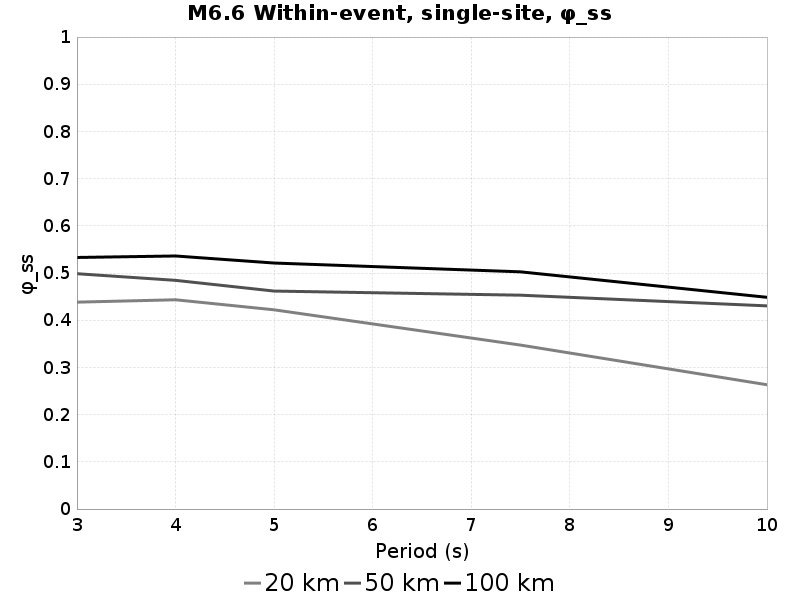 M6.6 Within-event, single-site, φ_ss
1
0.9
0.8
0.7
0.6
0.5
0.4
0.3
0.2
0.1
0
φ_ss
3 4 5 6 7 8 9 10
Period (s)
20 km 50 km 100 km